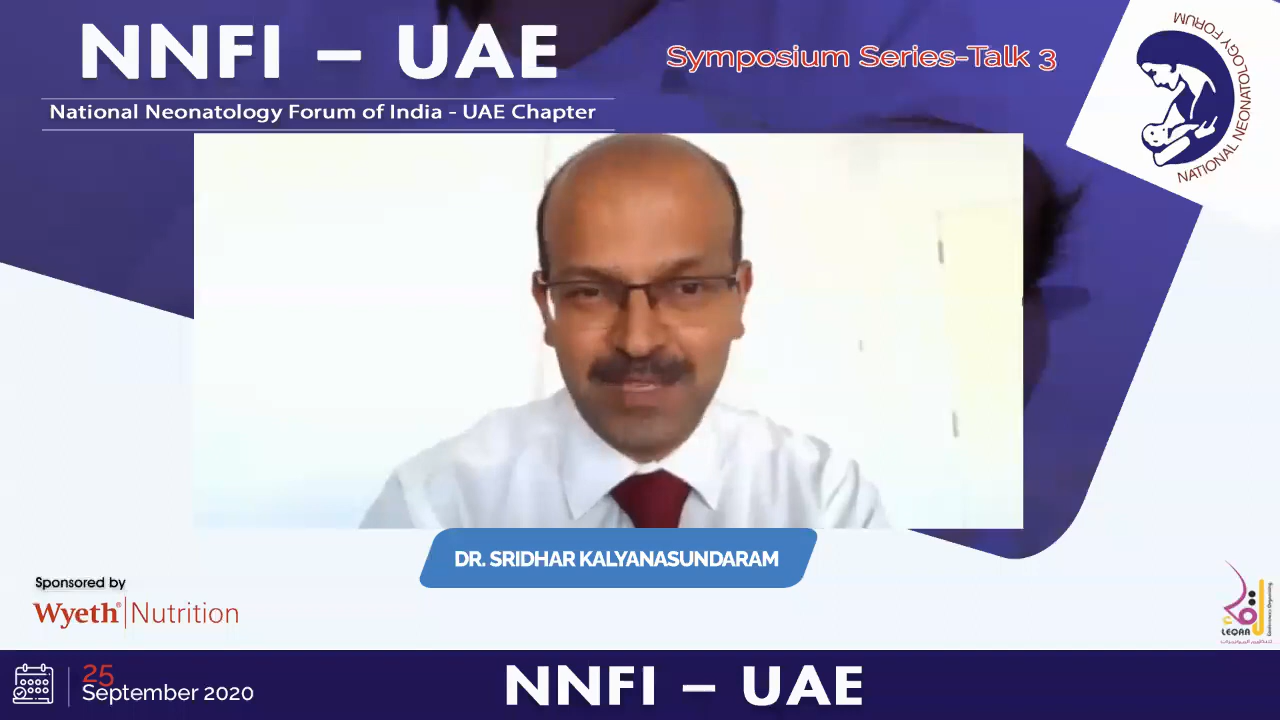 NNFI – UAE
Symposium Series-Talk 3
National Neonatology Forum of India - UAE Chapter
NATIONAL NEONATOLOGY FORUM
DR. SRIDHAR KALYANASUNDARAM
Sponsored by
Wyeth® Nutrition
LEQAA
25
September 2020
NNFI – UAE